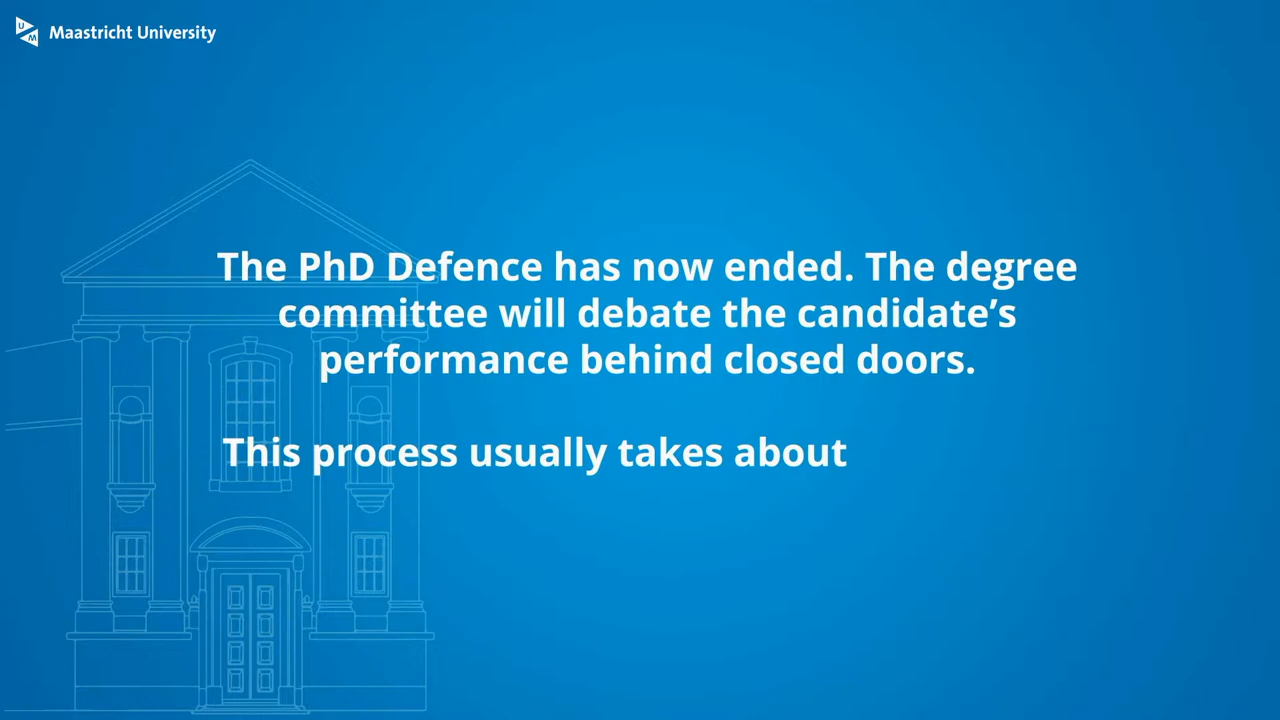 UM Maastricht University
The PhD Defence has now ended. The degree
committee will debate the candidate’s
performance behind closed doors.
This process usually takes about